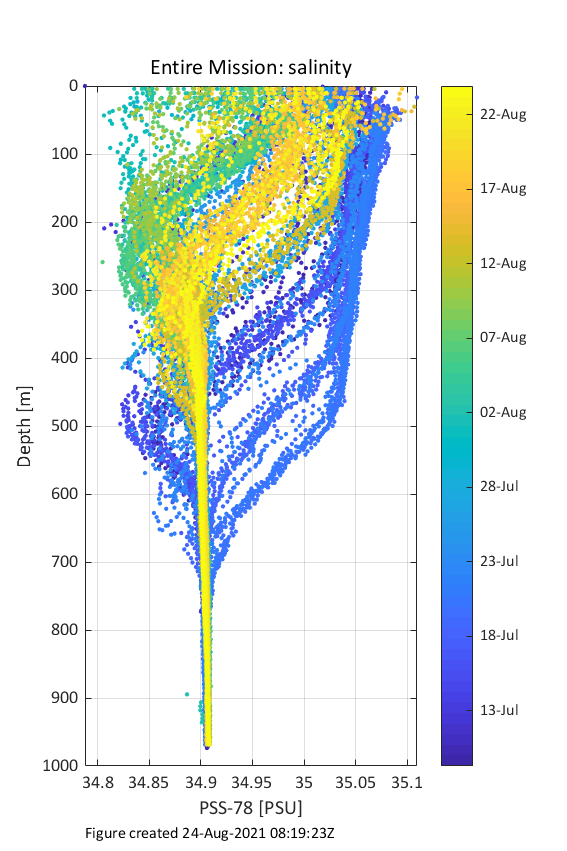 Entire Mission: salinity
0
100
200
300
400
500
600
700
800
900
1000
Depth [m]
34.8 34.85 34.9 34.95 35 35.05 35.1
PSS-78 [PSU]
22-Aug
17-Aug
12-Aug
07-Aug
02-Aug
28-Jul
23-Jul
18-Jul
13-Jul
Figure created 24-Aug-2021 08:19:23Z